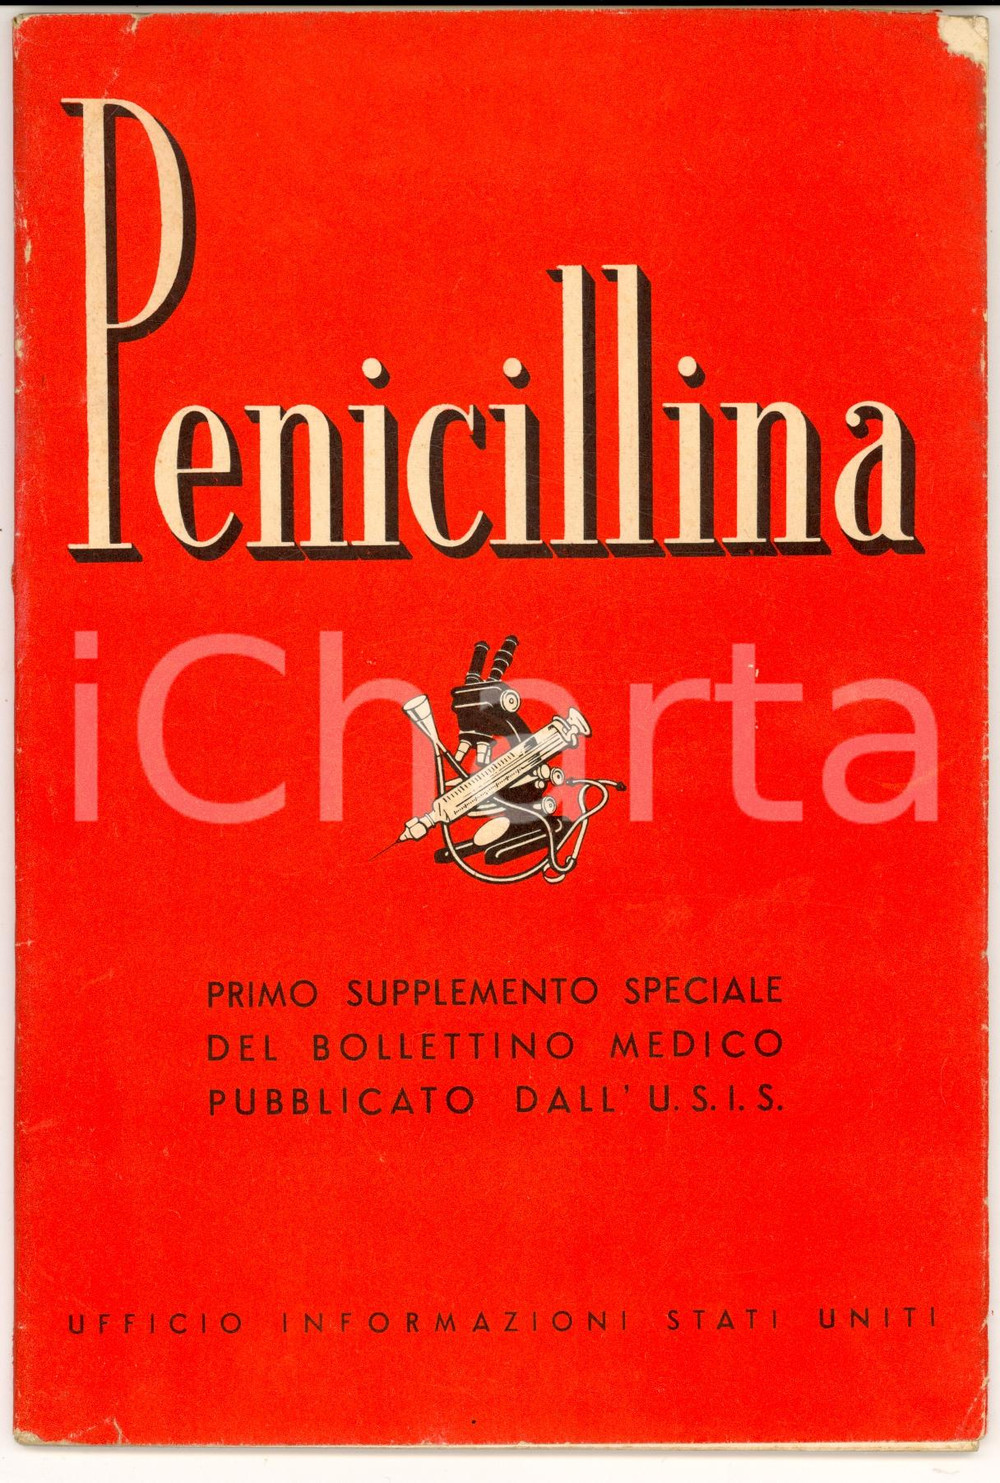 Penicillina
iCharta
PRIMO SUPPLEMENTO SPECIALE
DEL BOLLETTINO MEDICO
PUBBLICATO DALL' U. S. I. S.
UFFICIO INFORMAZIONI STATI UNITI